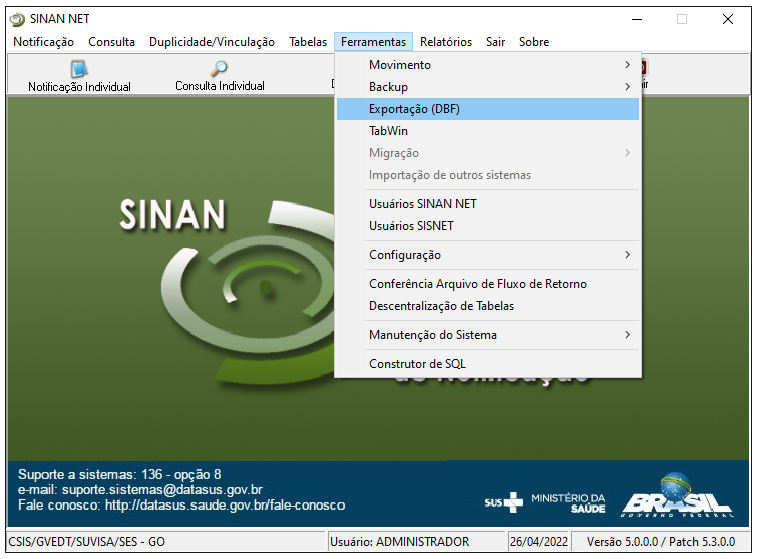 SINAN NET
Notificação Consulta Duplicidade/Vinculação Tabelas Ferramentas Relatórios Sair Sobre
Notificação Individual Consulta Individual
Movimento
Backup
Exportação (DBF)
TabWin
Migração
Importação de outros sistemas
Usuários SINAN NET
Usuários SISNET
Configuração
Conferência Arquivo de Fluxo de Retorno
Descentralização de Tabelas
Manutenção do Sistema
Construtor de SQL
SINAN
de Notificação
Suporte a sistemas: 136 - opção 8
e-mail: suporte.sistemas@datasus.gov.br
Fale conosco: http://datasus.saude.gov.br/fale-conosco
SUS MINISTÉRIO DA SAÚDE
BRASIL
GOVERNO FEDERAL
CSIS/GVEDT/SUVISA/SES - GO Usuário: ADMINISTRADOR 26/04/2022 Versão 5.0.0.0 / Patch 5.3.0.0